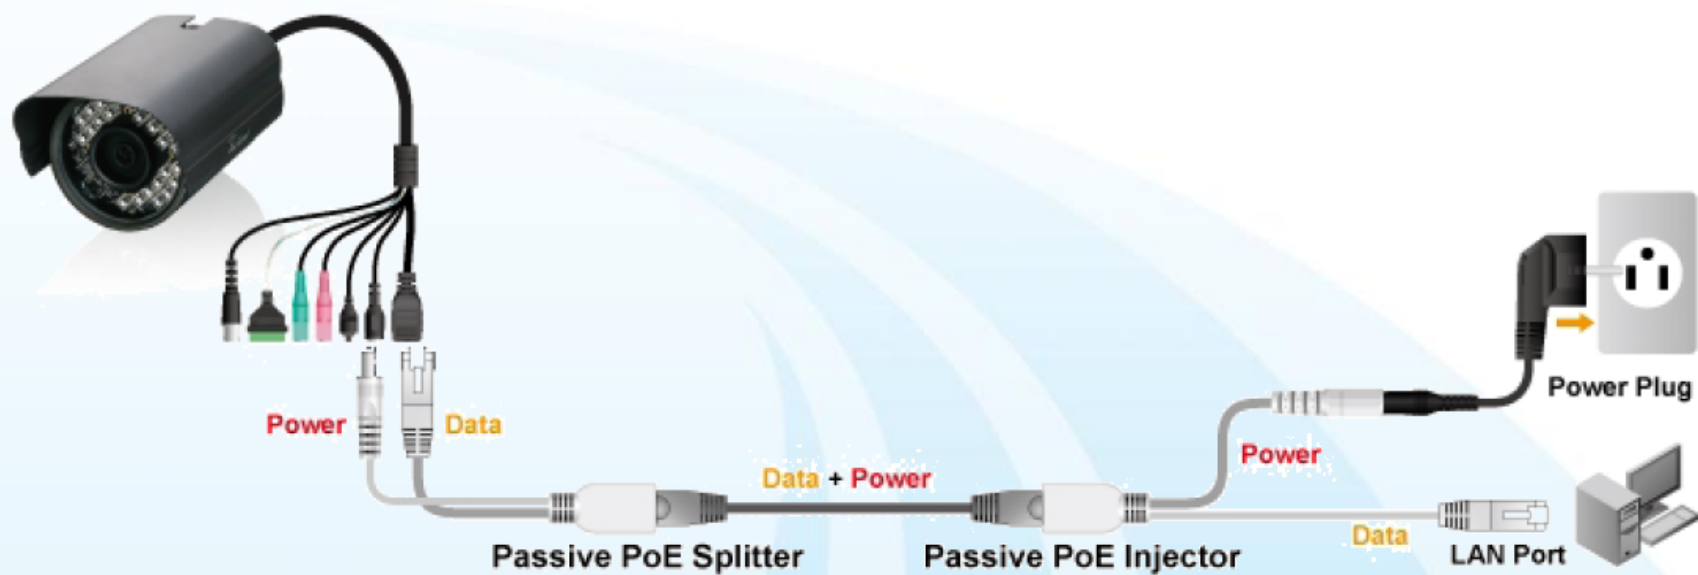 Power
Data
Data + Power
Passive PoE Splitter
Passive PoE Injector
Power
Data
Power Plug
LAN Port